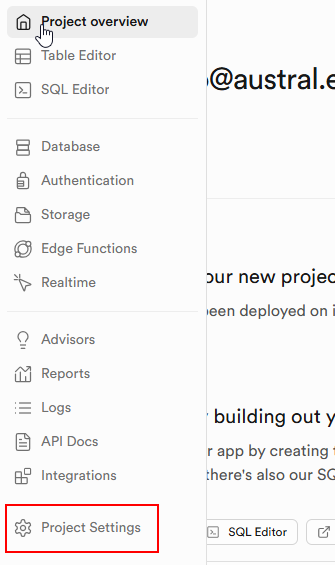 Project overview
Table Editor
SQL Editor
Database
Authentication
Storage
Edge Functions
Realtime
Advisors
Reports
Logs
API Docs
Integrations
Project Settings
@austral.e
our new projec
een deployed on i
building out y
r app by creating t
there's also our SQ
SQL Editor